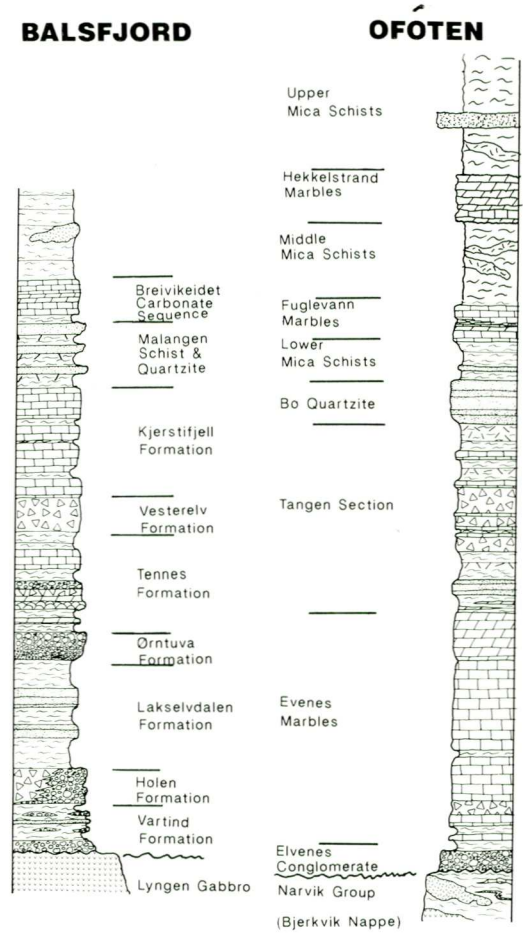 BALSFJORD
Breivikeidet
Carbonate
Sequence
Malangen
Schist &
Quartzite
Kjerstifjell
Formation
Vesterelv
Formation
Tennes
Formation
Ørntuva
Formation
Lakselvdalen
Formation
Holen
Formation
Vartind
Formation
Lyngen Gabbro
OFÓTEN
Upper
Mica Schists
Hekkelstrand
Marbles
Middle
Mica Schists
Fuglevann
Marbles
Lower
Mica Schists
Bo Quartzite
Tangen Section
Evenes
Marbles
Elvenes
Conglomerate
Narvik Group
(Bjerkvik Nappe)